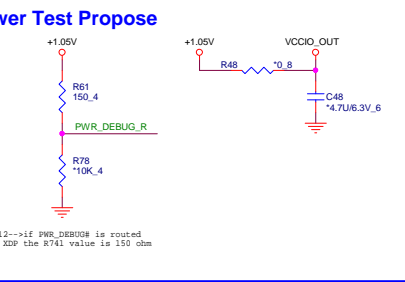 wer Test Propose
+1.05V
+1.05V
VCCIO_OUT
R48
*0_8
R61
150_4
C48
*4.7U/6.3V_6
PWR_DEBUG_R
R78
*10K_4
12-->if PWR_DEBUG# is routed
XDP the R741 value is 150 ohm